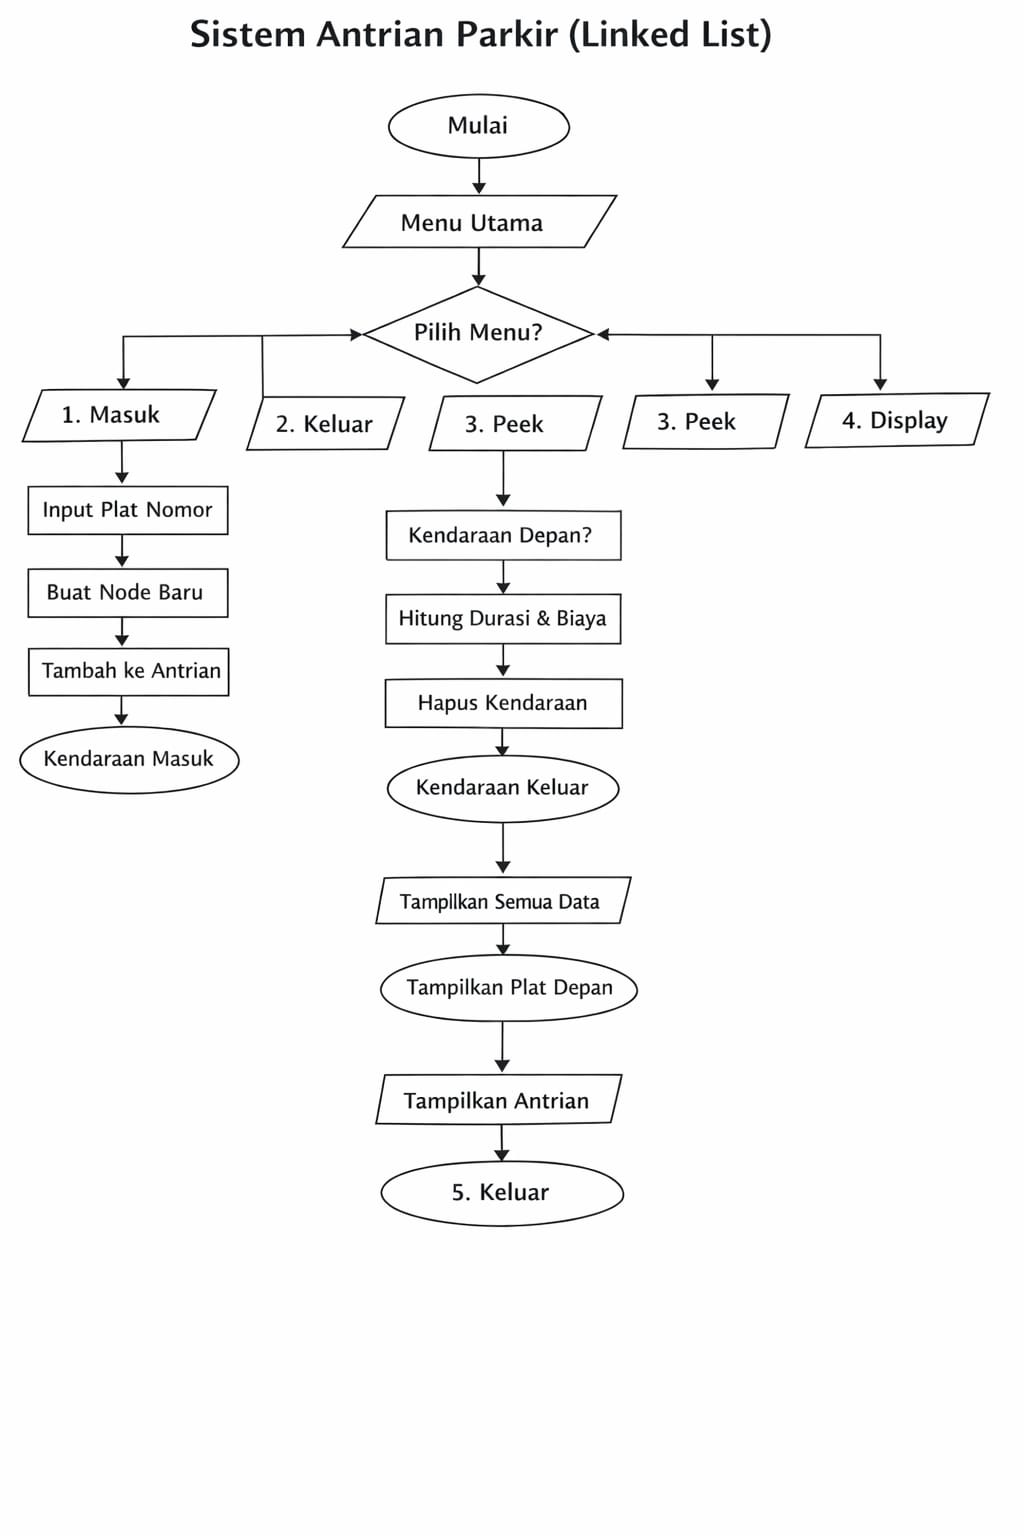 Sistem Antrian Parkir (Linked List)
Mulai
Menu Utama
Pilih Menu?
1. Masuk
2. Keluar
3. Peek
3. Peek
4. Display
Input Plat Nomor
Buat Node Baru
Tambah ke Antrian
Kendaraan Masuk
Kendaraan Depan?
Hitung Durasi & Biaya
Hapus Kendaraan
Kendaraan Keluar
Tampilkan Semua Data
Tampilkan Plat Depan
Tampilkan Antrian
5. Keluar